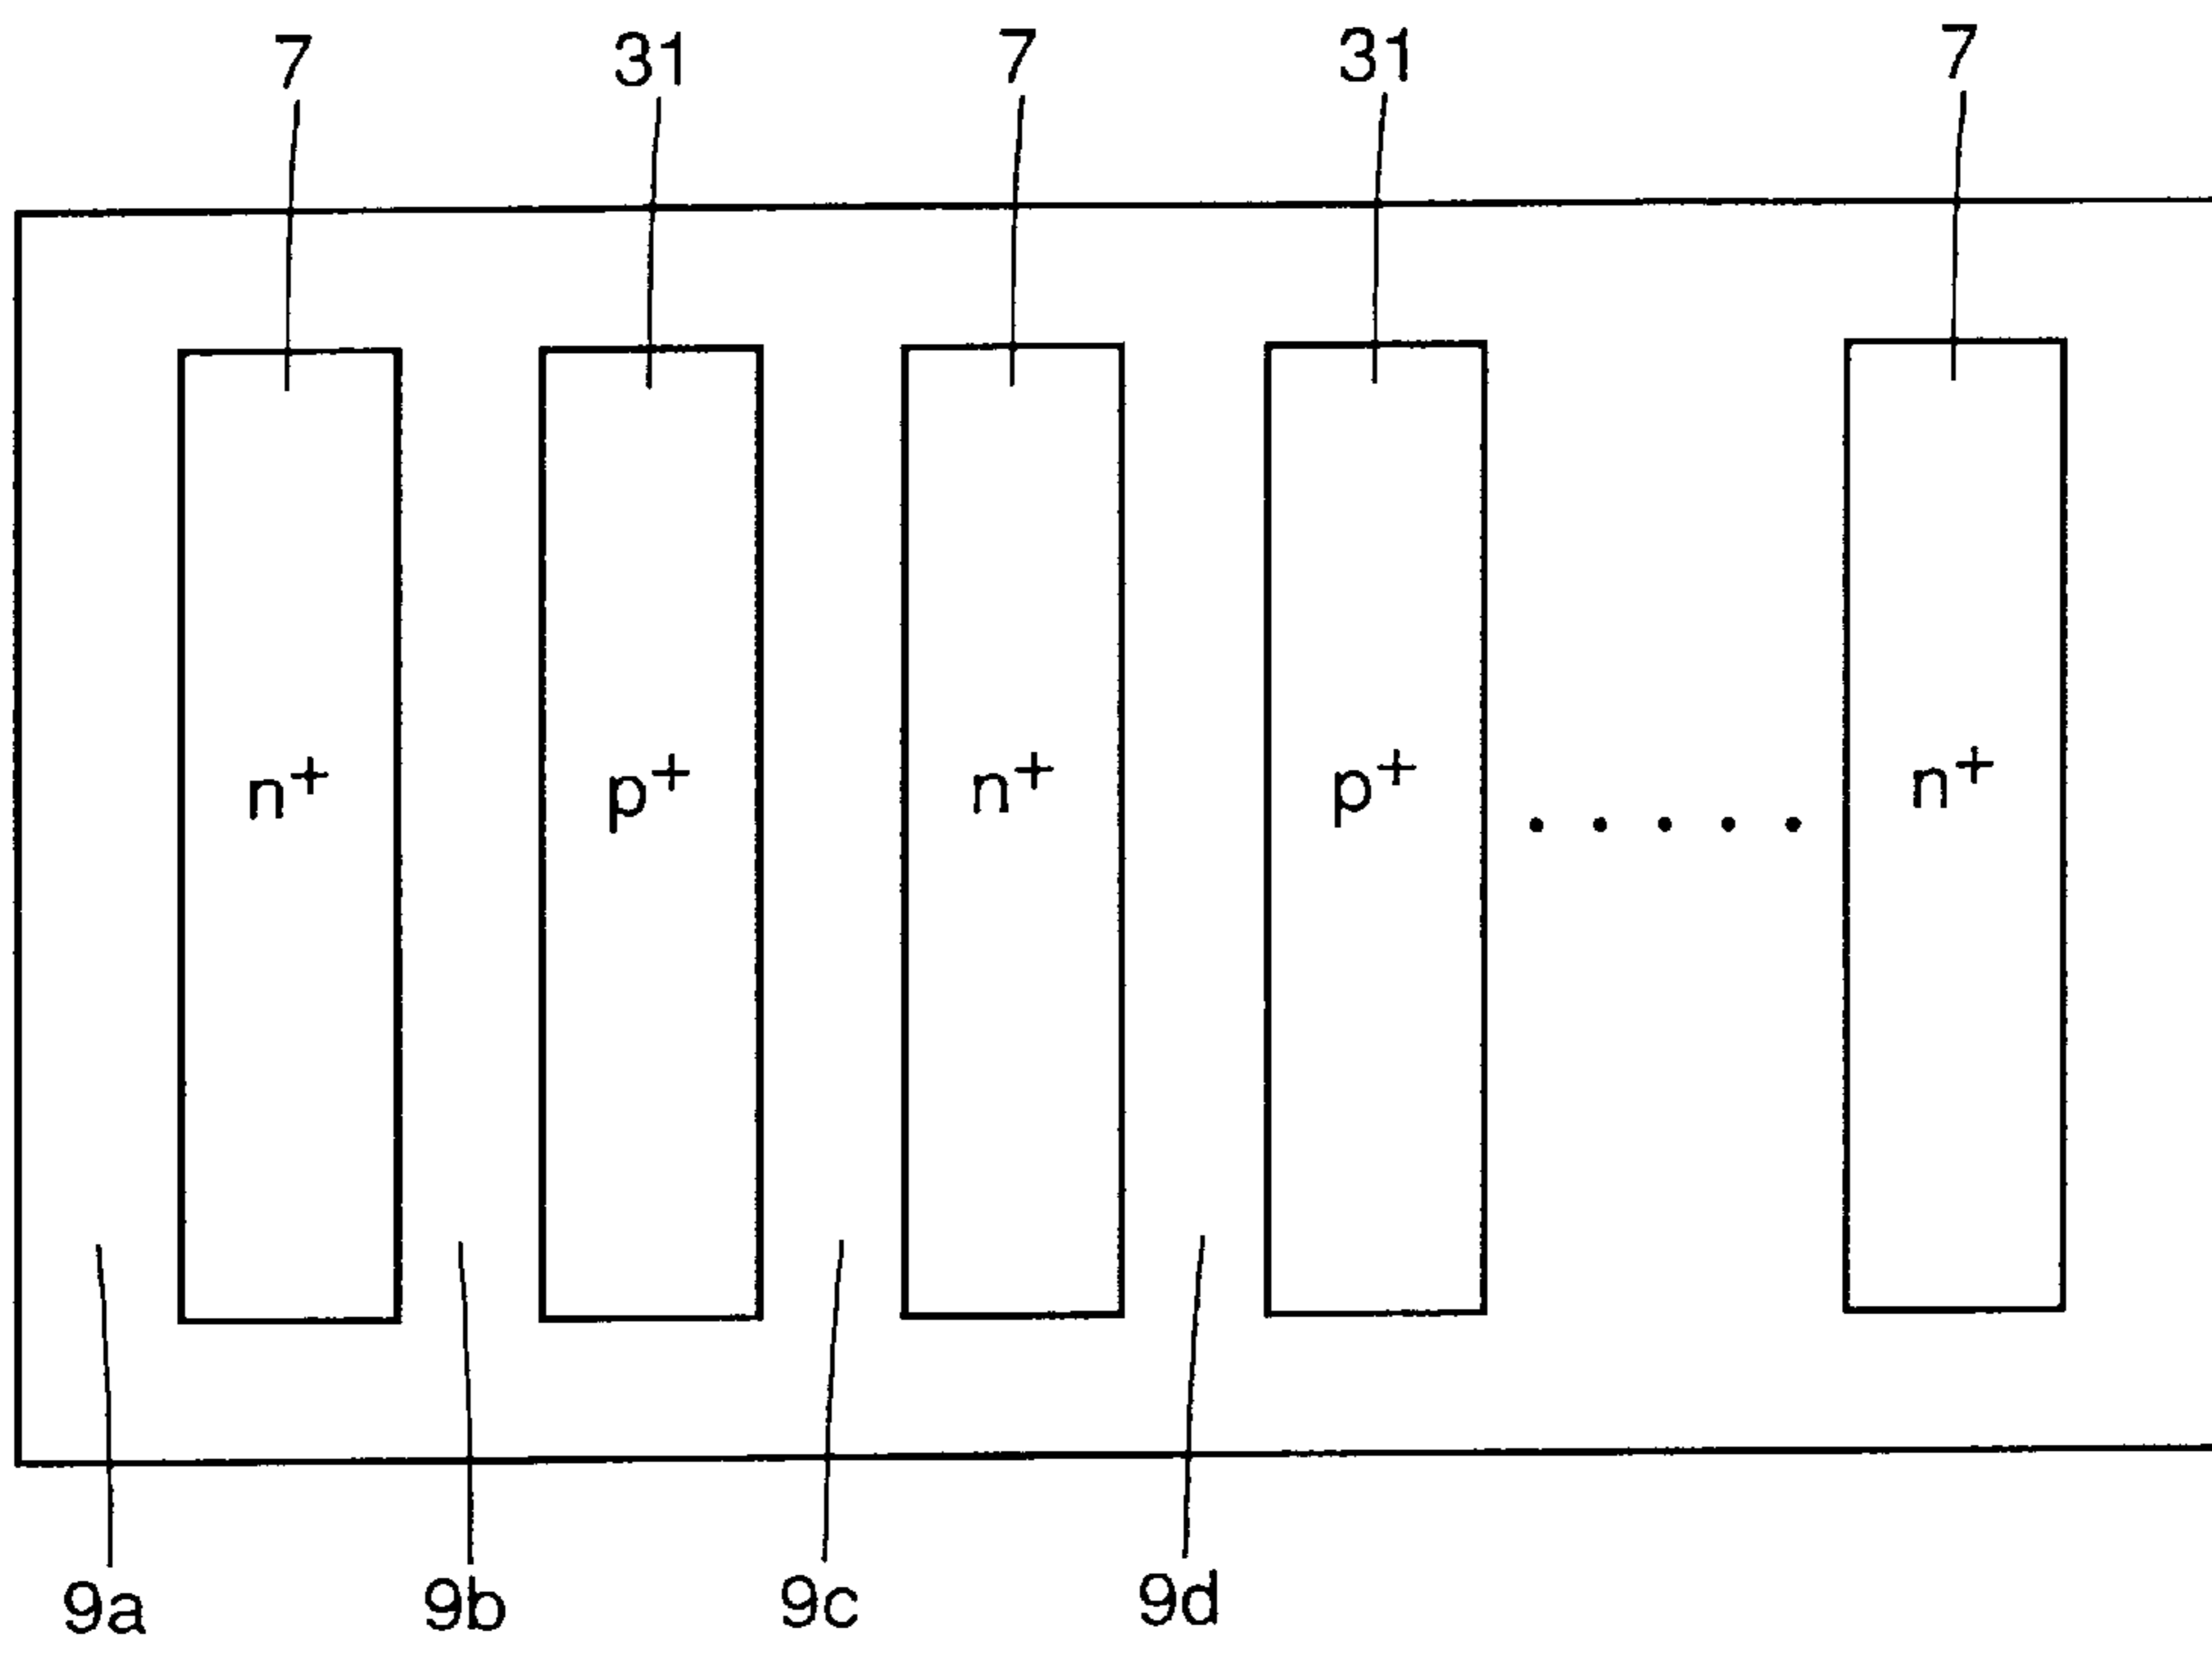 7 31 7 31 7
n⁺ p⁺ n⁺ p⁺ ..... n⁺
9a 9b 9c 9d